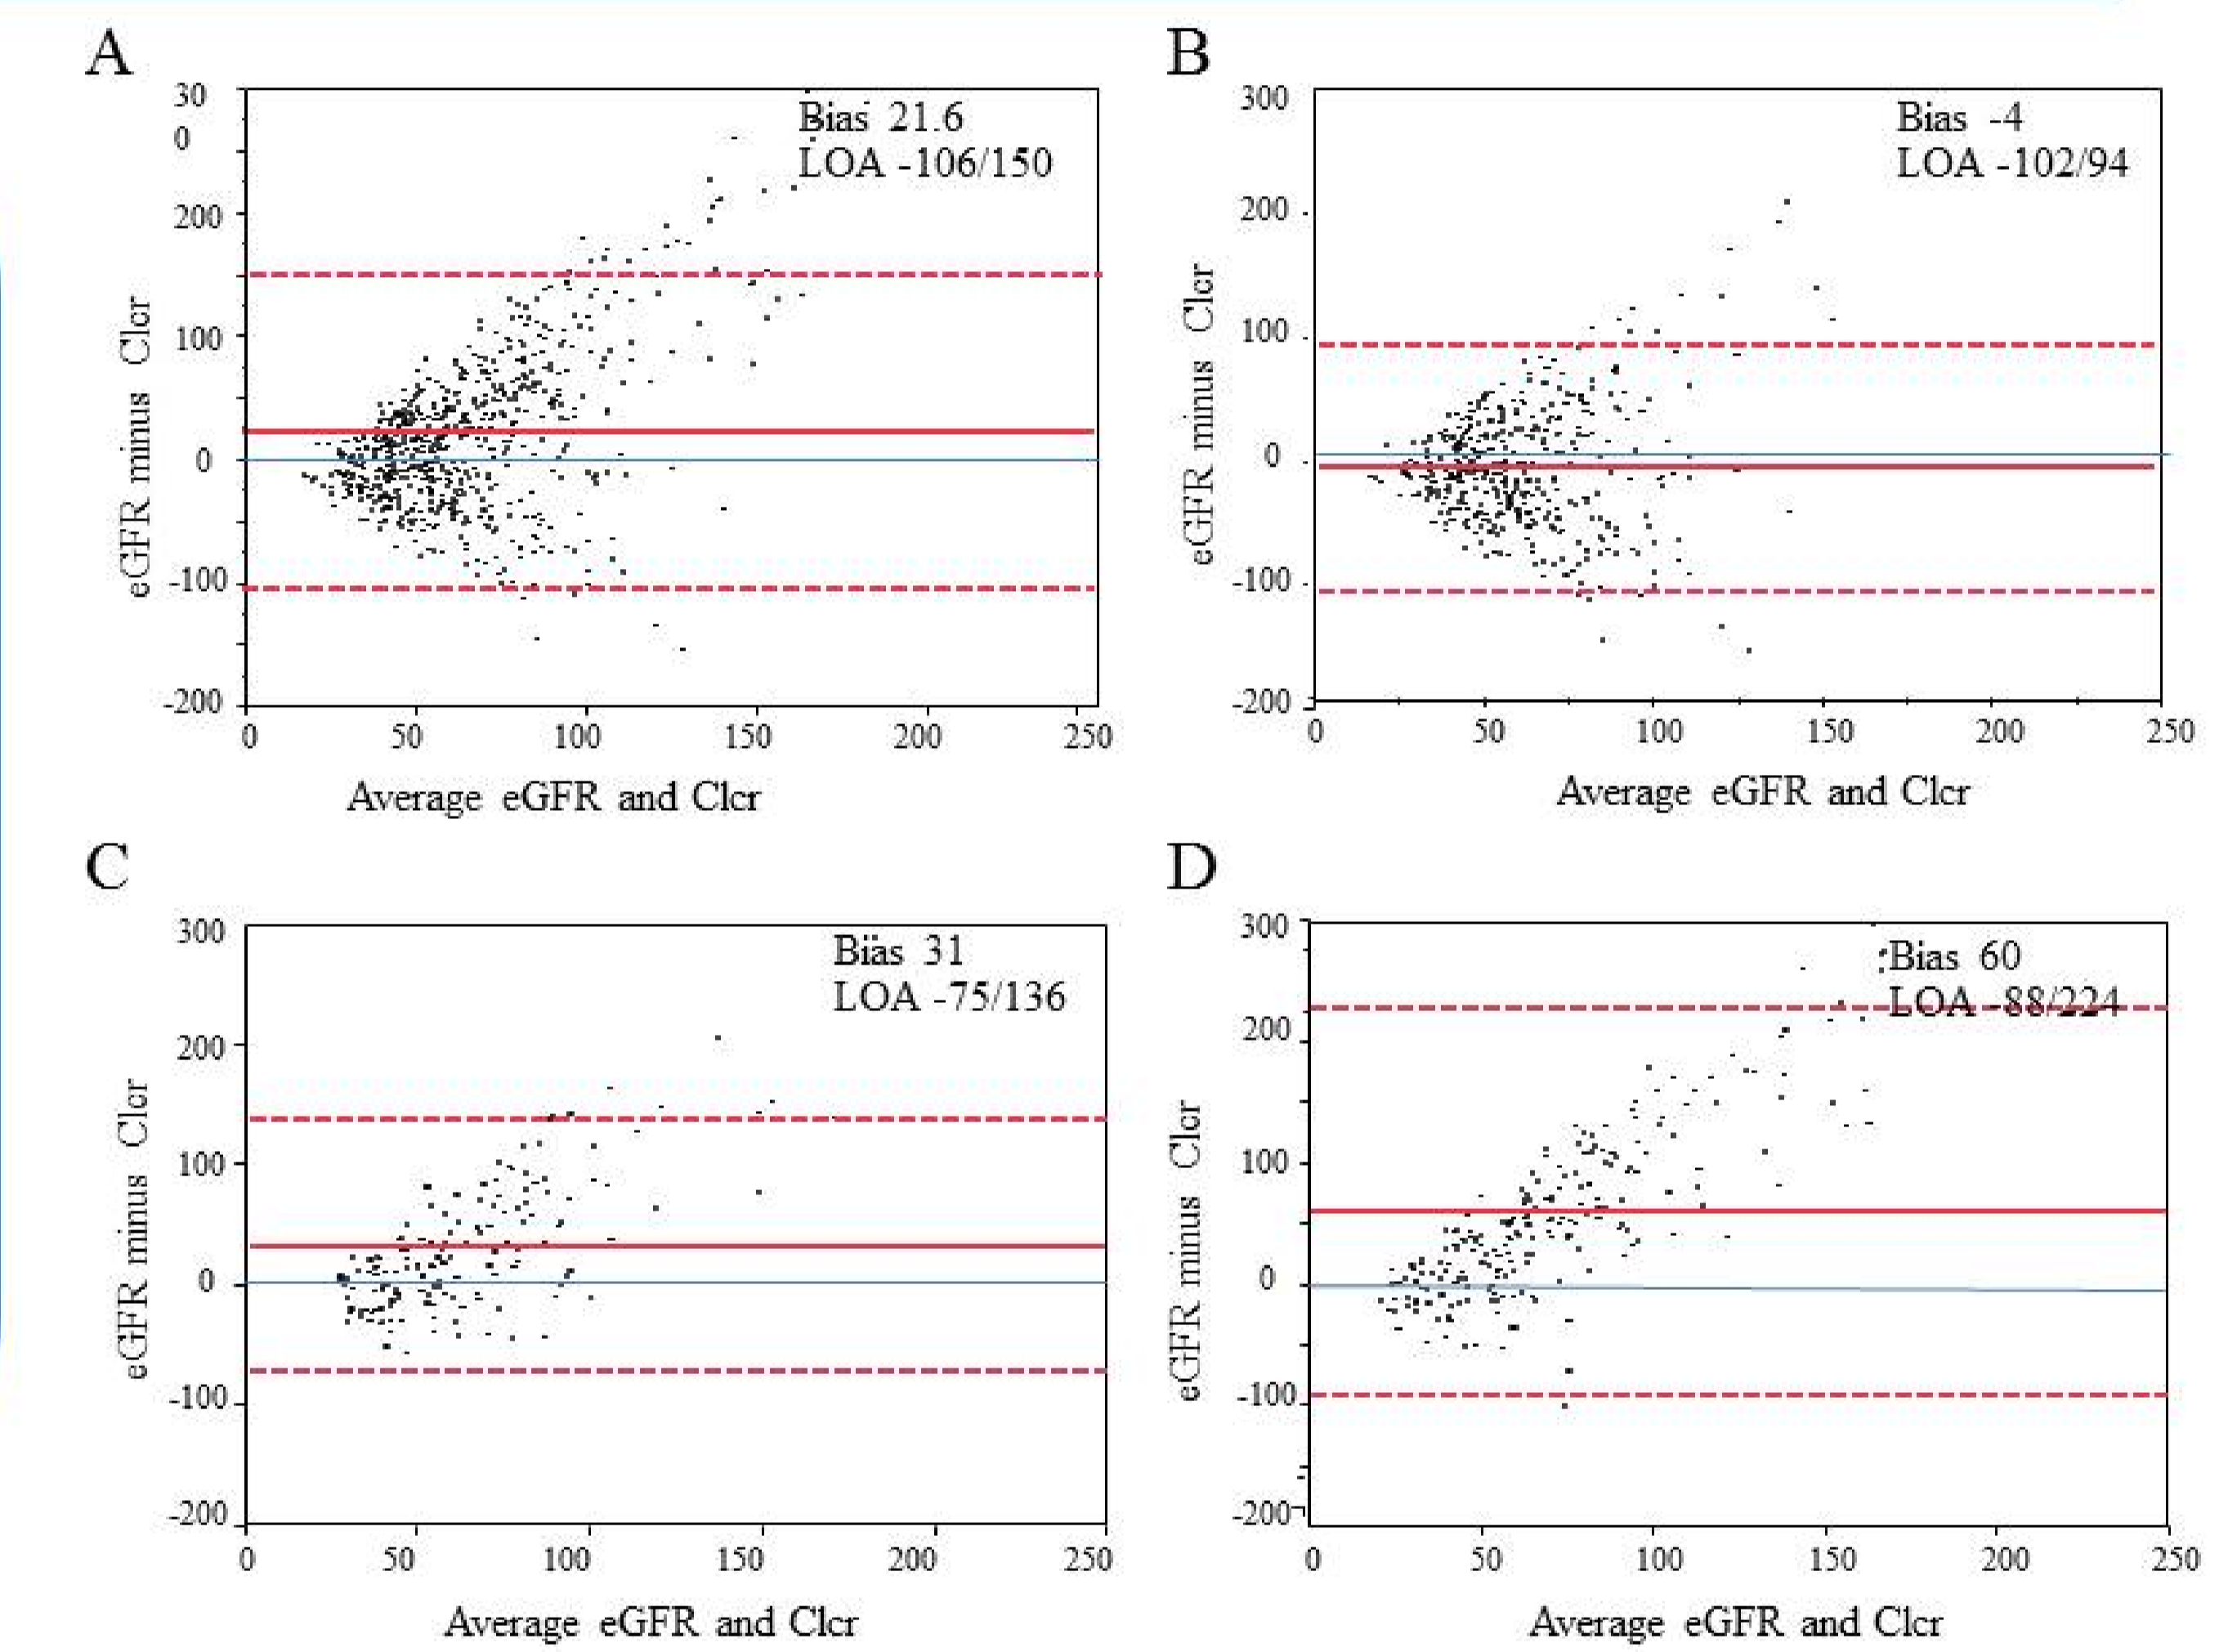 A
30
0
200
100
0
-100
-200
0 50 100 150 200 250
eGFR minus Clcr
Average eGFR and Clcr
Bias 21.6
LOA -106/150
B
300
200
100
0
-100
-200
0 50 100 150 200 250
eGFR minus Clcr
Average eGFR and Clcr
Bias -4
LOA -102/94
C
300
200
100
0
-100
-200
0 50 100 150 200 250
eGFR minus Clcr
Average eGFR and Clcr
Bias 31
LOA -75/136
D
300
200
100
0
-100
-200
0 50 100 150 200 250
eGFR minus Clcr
Average eGFR and Clcr
Bias 60
LOA -88/224